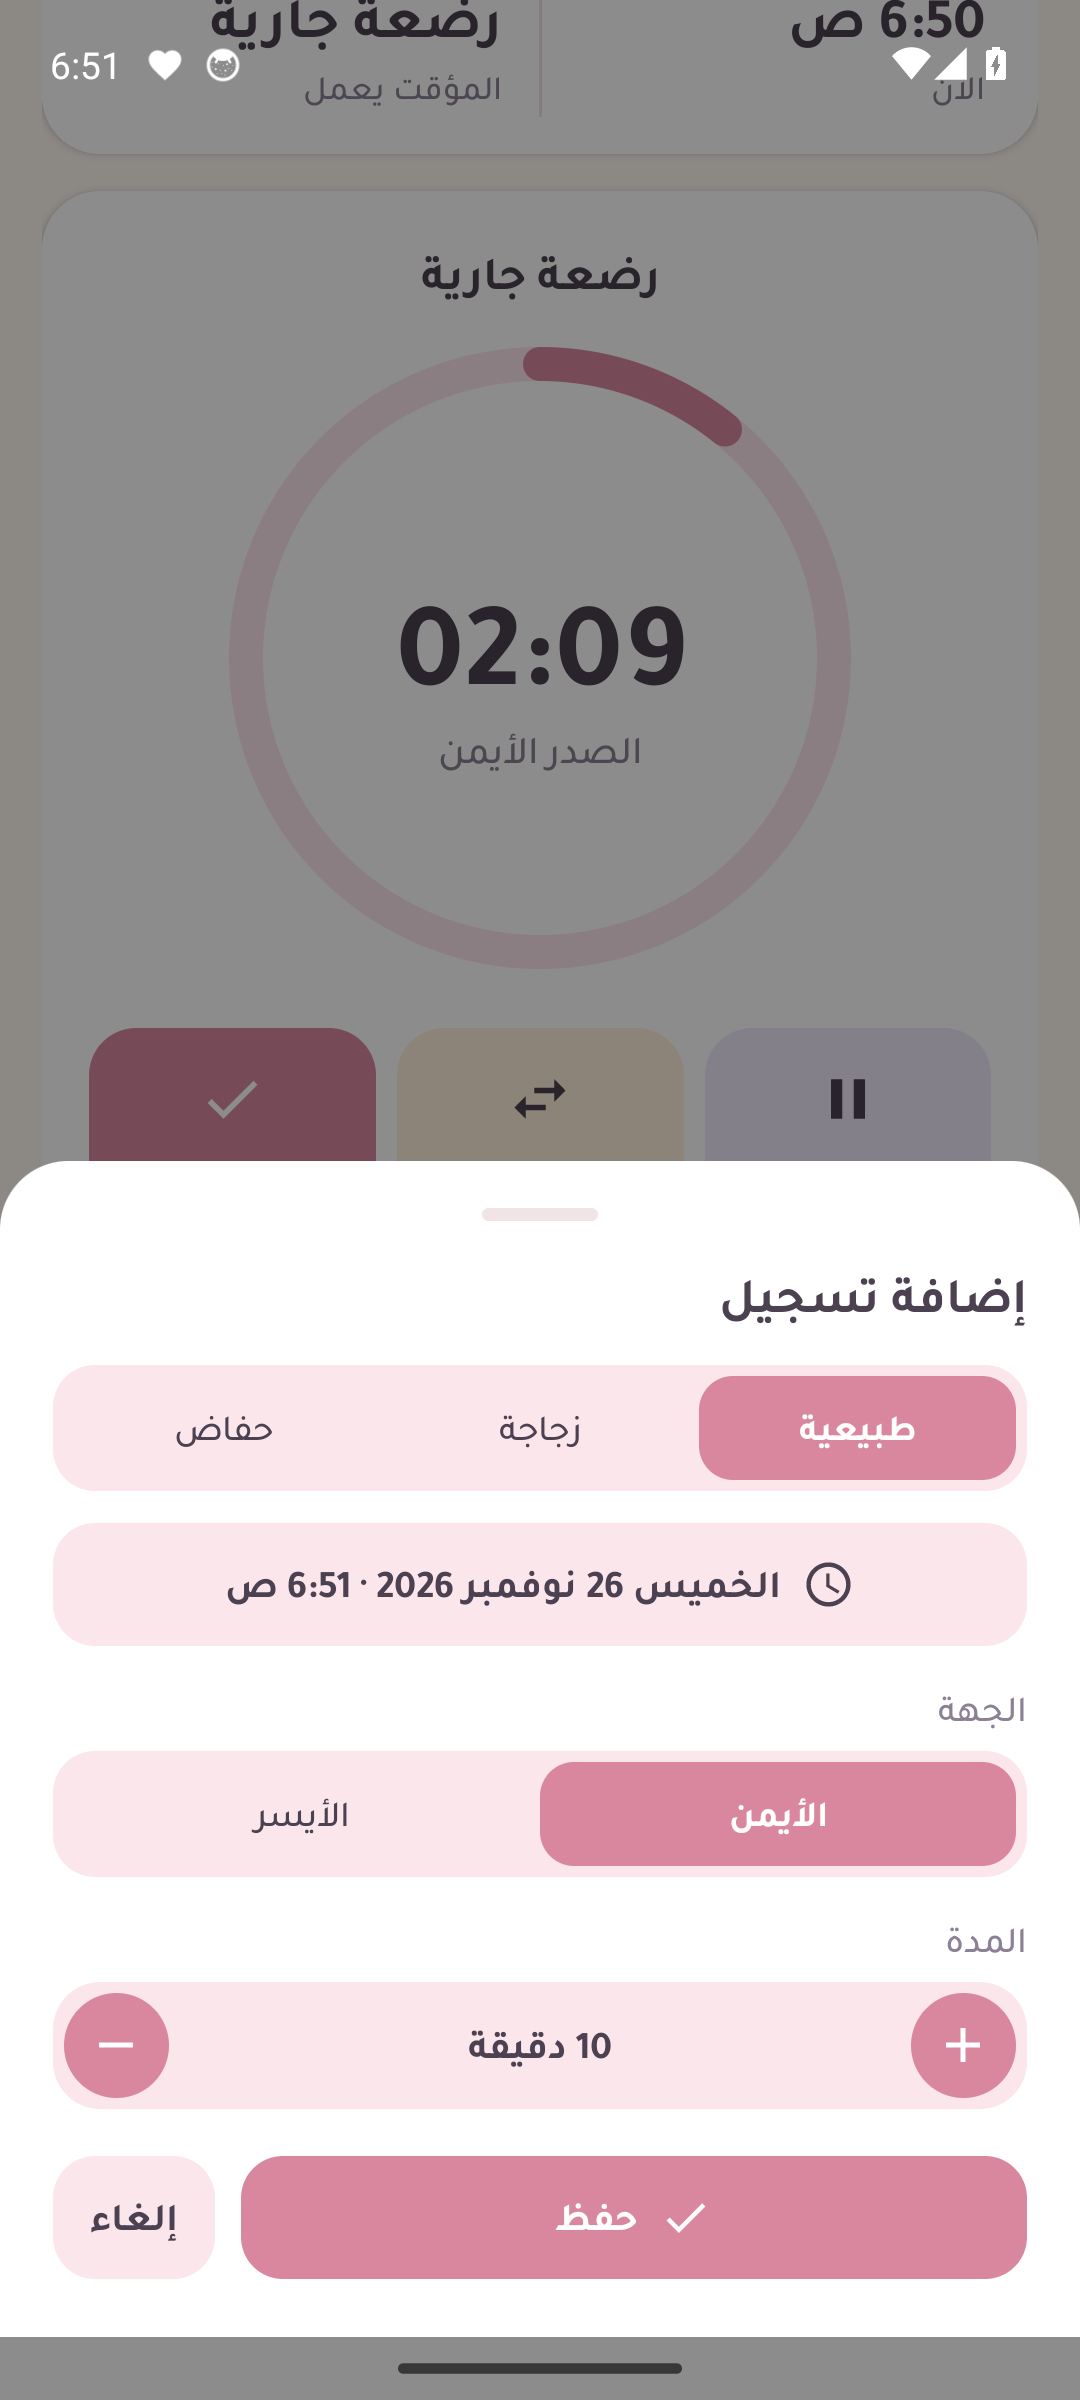 6:51
6:50 ص
رضعة جارية
الآن
المؤقت يعمل
رضعة جارية
02:09
الصدر الأيمن
إضافة تسجيل
طبيعية
زجاجة
حفاض
الخميس 26 نوفمبر 2026 · 6:51 ص
الجهة
الأيمن
الأيسر
المدة
10 دقيقة
حفظ
إلغاء